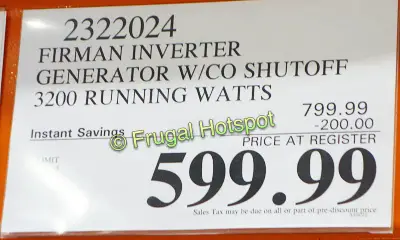 2322024
FIRMAN INVERTER
GENERATOR W/CO SHUTOFF
3200 RUNNING WATTS
799.99
Instant Savings -200.00
© Frugal Hotspot
PRICE AT REGISTER
599.99
Sales Tax may be due on all or part of pre-discount price